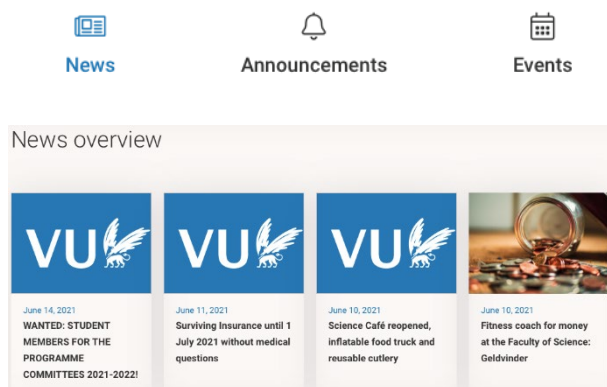 News
Announcements
Events
News overview
VU
June 14, 2021
WANTED: STUDENT
MEMBERS FOR THE
PROGRAMME
COMMITTEES 2021-2022!
VU
June 11, 2021
Surviving Insurance until 1
July 2021 without medical
questions
VU
June 10, 2021
Science Café reopened,
inflatable food truck and
reusable cutlery
June 10, 2021
Fitness coach for money
at the Faculty of Science:
Geldvinder